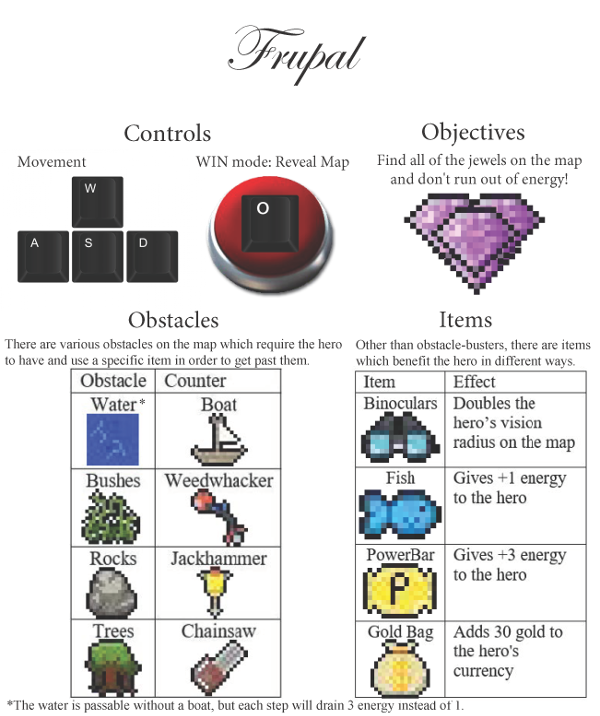 Frupal
Controls
Objectives
Movement
WIN mode: Reveal Map
Find all of the jewels on the map
and don't run out of energy!
W
O
A
S
D
Obstacles
There are various obstacles on the map which require the hero
to have and use a specific item in order to get past them.
Obstacle Counter
Water* Boat
Bushes Weedwhacker
Rocks Jackhammer
Trees Chainsaw
Items
Other than obstacle-busters, there are items
which benefit the hero in different ways.
Item Effect
Binoculars Doubles the
hero's vision
radius on the map
Fish Gives +1 energy
to the hero
PowerBar Gives +3 energy
to the hero
P
Gold Bag Adds 30 gold to
the hero's
currency
$
*The water is passable without a boat, but each step will drain 3 energy instead of 1.